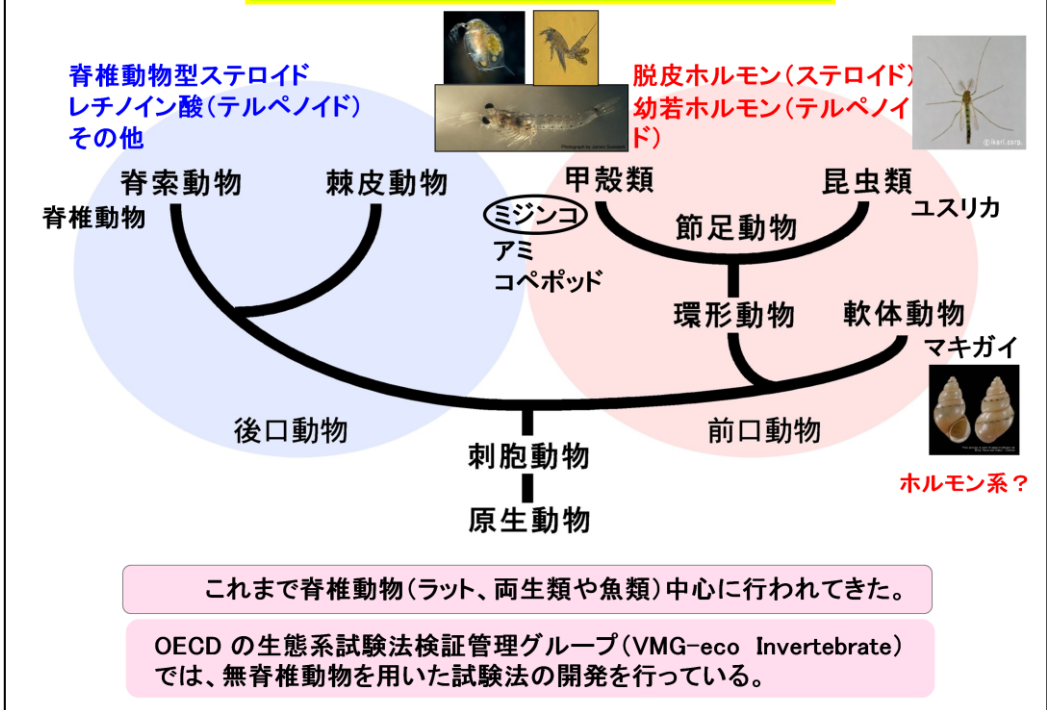 脊椎動物型ステロイド
レチノイン酸(テルペノイド)
その他
脱皮ホルモン(ステロイド)
幼若ホルモン(テルペノイ
ド)
©ikari.corp.
脊索動物
棘皮動物
甲殻類
昆虫類
脊椎動物
ミジンコ
アミ
コペポッド
節足動物
ユスリカ
環形動物
軟体動物
マキガイ
後口動物
前口動物
刺胞動物
原生動物
ホルモン系?
これまで脊椎動物(ラット、両生類や魚類)中心に行われてきた。
OECD の生態系試験法検証管理グループ(VMG-eco Invertebrate)
では、無脊椎動物を用いた試験法の開発を行っている。